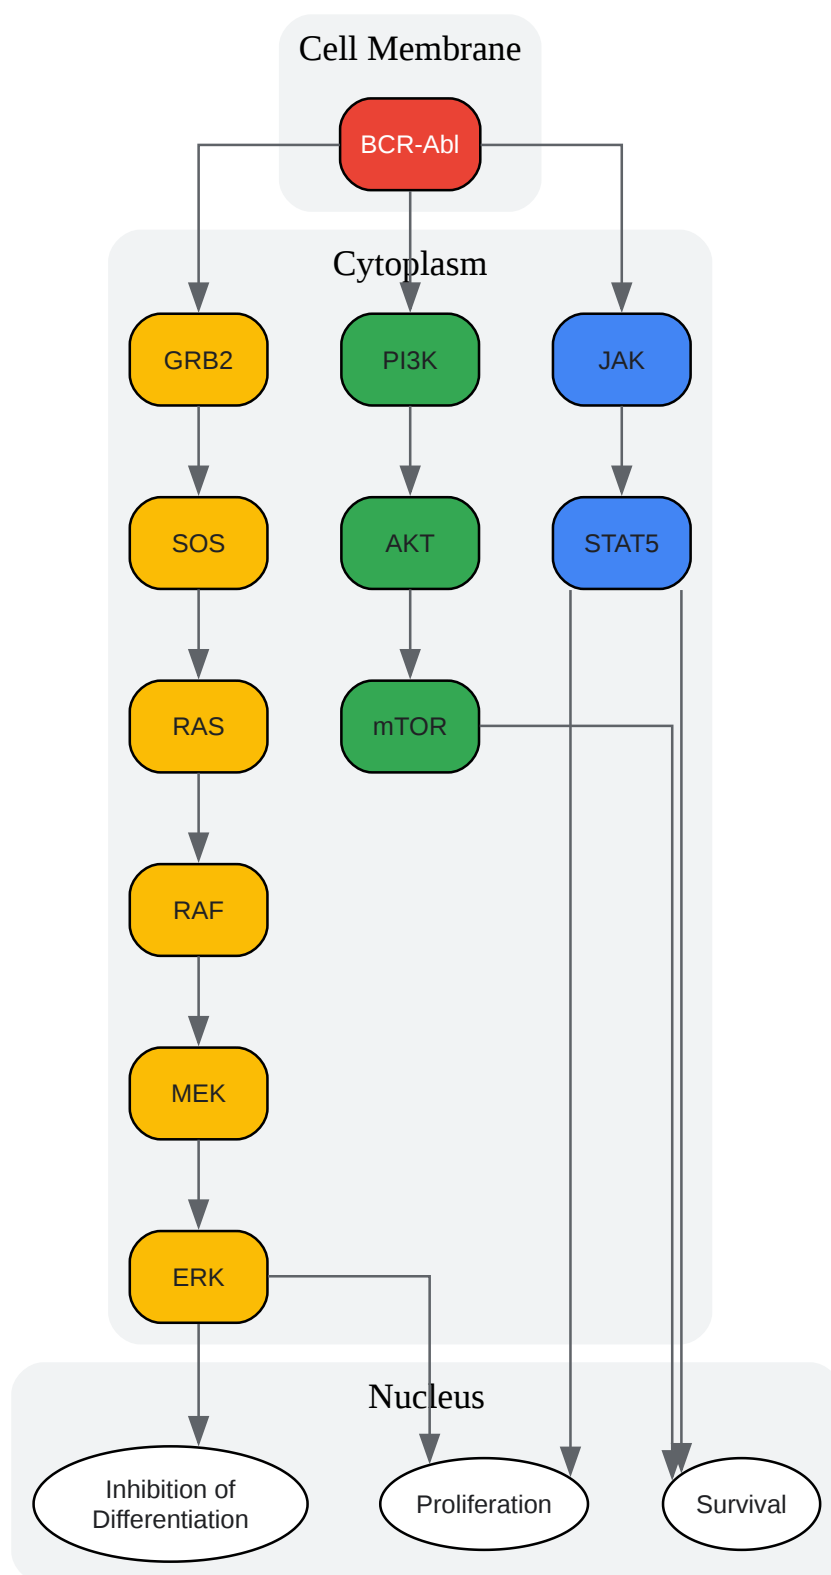 Cell Membrane
BCR-Abl
Cytoplasm
GRB2
PI3K
JAK
SOS
AKT
STAT5
RAS
mTOR
RAF
MEK
ERK
Nucleus
Inhibition of
Differentiation
Proliferation
Survival